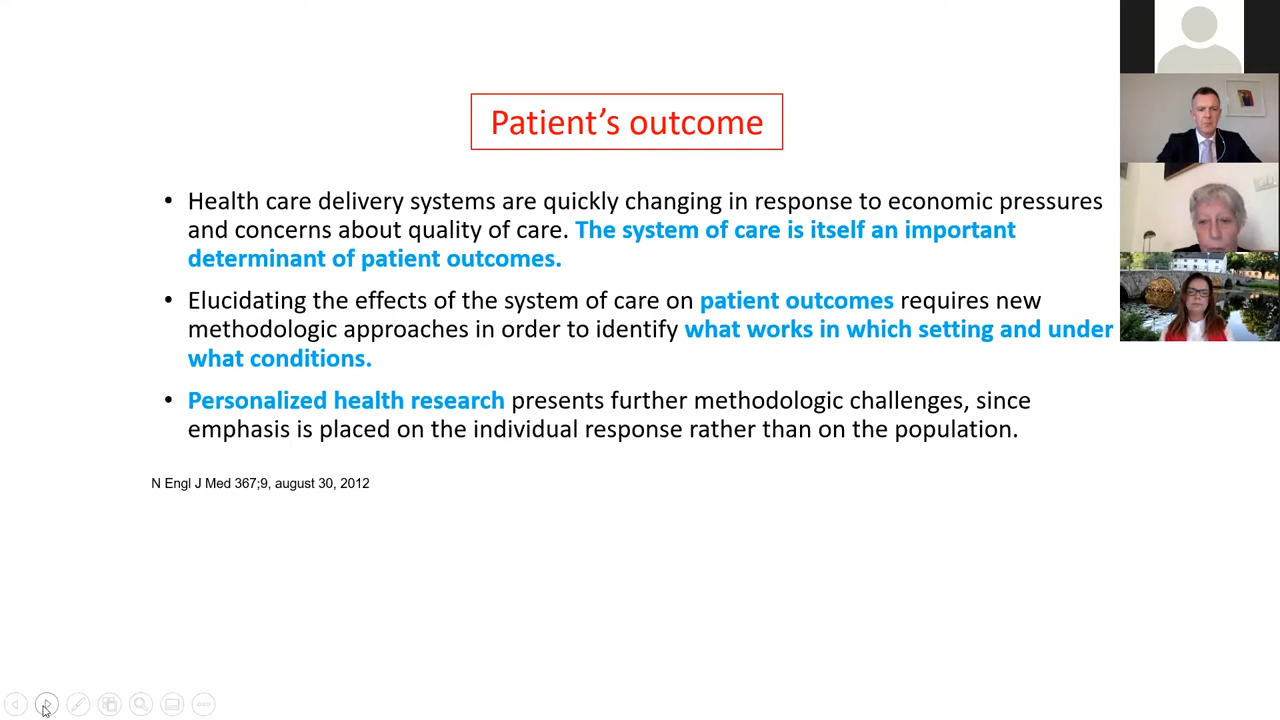 Patient’s outcome
• Health care delivery systems are quickly changing in response to economic pressures
and concerns about quality of care. The system of care is itself an important
determinant of patient outcomes.
• Elucidating the effects of the system of care on patient outcomes requires new
methodologic approaches in order to identify what works in which setting and under
what conditions.
• Personalized health research presents further methodologic challenges, since
emphasis is placed on the individual response rather than on the population.
N Engl J Med 367;9, august 30, 2012